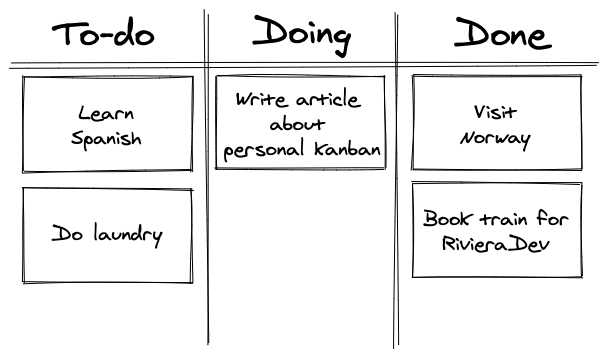 To-do
Doing
Done
Learn
Spanish
Do laundry
Write article
about
personal Kanban
Visit
Norway
Book train for
RivieraDev